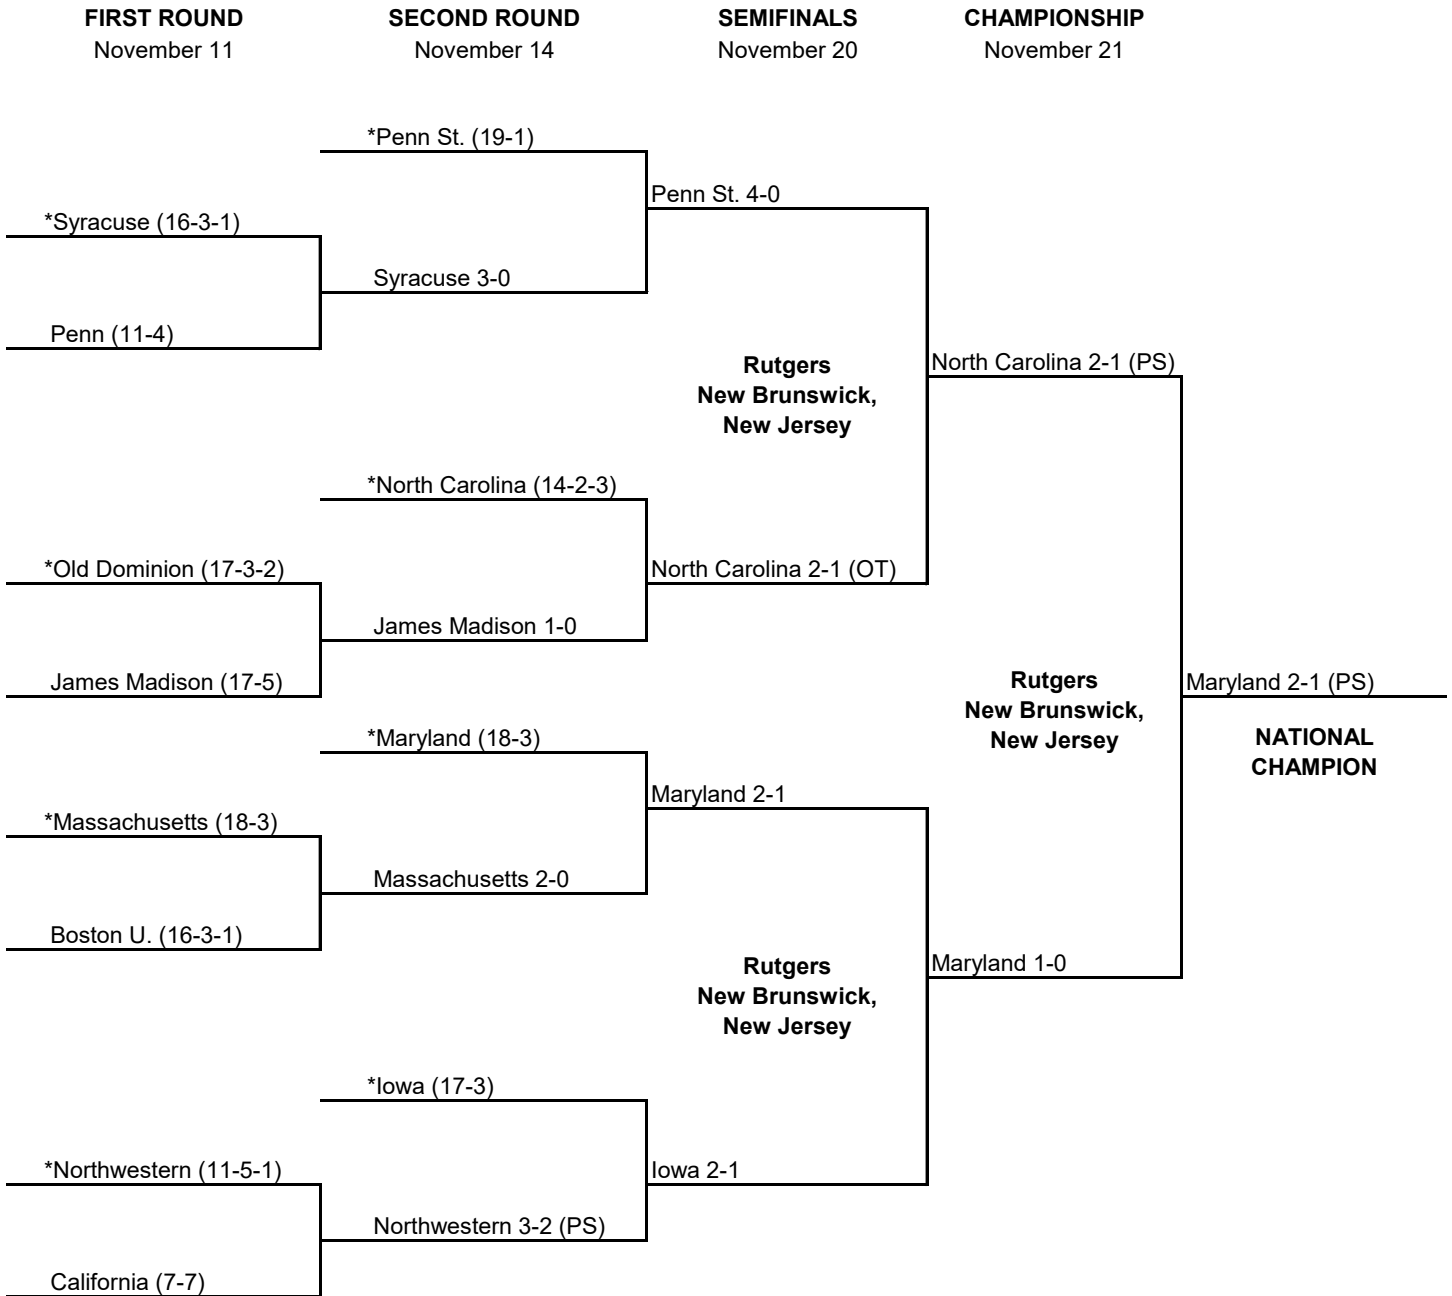 FIRST ROUND
November 11
SECOND ROUND
November 14
SEMIFINALS
November 20
CHAMPIONSHIP
November 21
*Penn St. (19-1)
Penn St. 4-0
*Syracuse (16-3-1)
Syracuse 3-0
Penn (11-4)
Rutgers
New Brunswick,
New Jersey
North Carolina 2-1 (PS)
*North Carolina (14-2-3)
*Old Dominion (17-3-2)
North Carolina 2-1 (OT)
James Madison 1-0
James Madison (17-5)
Rutgers
New Brunswick,
New Jersey
Maryland 2-1 (PS)
NATIONAL
CHAMPION
*Maryland (18-3)
Maryland 2-1
*Massachusetts (18-3)
Massachusetts 2-0
Boston U. (16-3-1)
Rutgers
New Brunswick,
New Jersey
Maryland 1-0
*Iowa (17-3)
*Northwestern (11-5-1)
Iowa 2-1
Northwestern 3-2 (PS)
California (7-7)